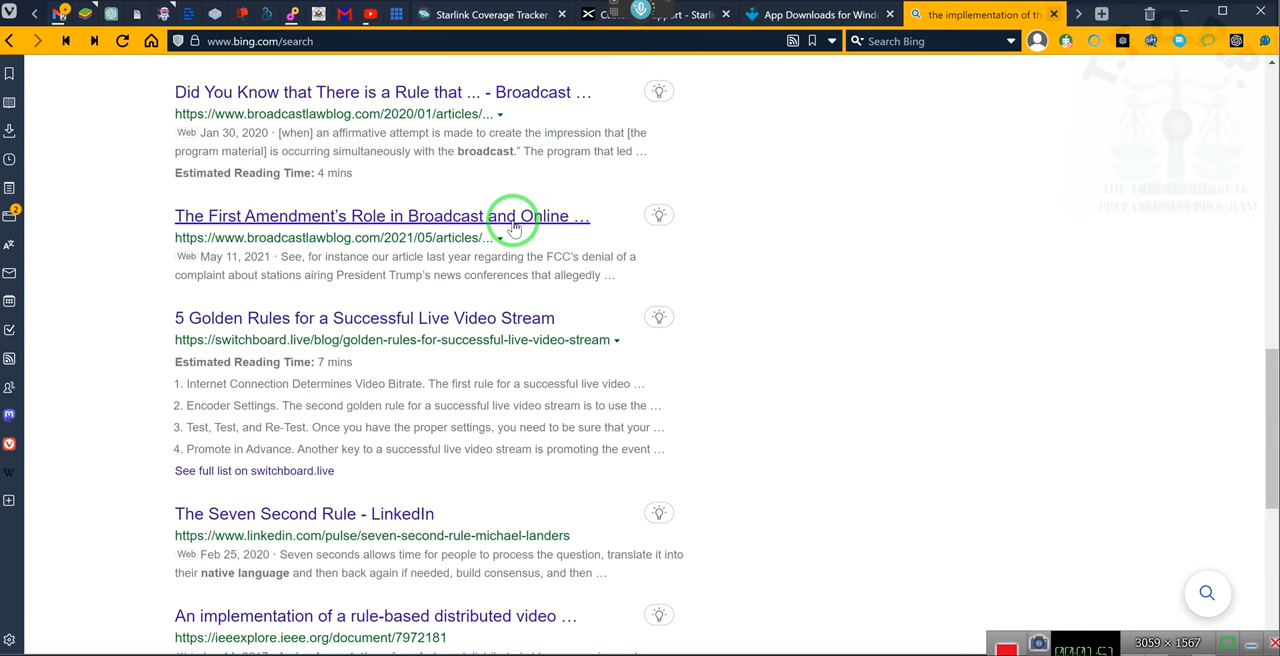 Starlink Coverage Tracker
App Downloads for Wind
the impllementation of th
www.bing.com/search
Search Bing
2
Did You Know that There is a Rule that ... - Broadcast …
https://www.broadcastlawblog.com/2020/01/articles/...
Web Jan 30, 2020 · [when] an affirmative attempt is made to create the impression that [the
program material] is occurring simultaneously with the broadcast.” The program that led …
Estimated Reading Time: 4 mins
The First Amendment’s Role in Broadcast and Online …
https://www.broadcastlawblog.com/2021/05/articles/...
Web May 11, 2021 · See, for instance our article last year regarding the FCC’s denial of a
complaint about stations airing President Trump’s news conferences that allegedly …
5 Golden Rules for a Successful Live Video Stream
https://switchboard.live/blog/golden-rules-for-successful-live-video-stream
Estimated Reading Time: 7 mins
1. Internet Connection Determines Video Bitrate. The first rule for a successful live video …
2. Encoder Settings. The second golden rule for a successful live video stream is to use the …
3. Test, Test, and Re-Test. Once you have the proper settings, you need to be sure that your …
4. Promote in Advance. Another key to a successful live video stream is promoting the event …
See full list on switchboard.live
The Seven Second Rule - LinkedIn
https://www.linkedin.com/pulse/seven-second-rule-michael-landers
Web Feb 25, 2020 · Seven seconds allows time for people to process the question, translate it into
their native language and then back again if needed, build consensus, and then …
An implementation of a rule-based distributed video …
https://ieeexplore.ieee.org/document/7972181
THE THIRD DAYBREAK
PREPAREDNESS PROGRAM
3059 × 1567